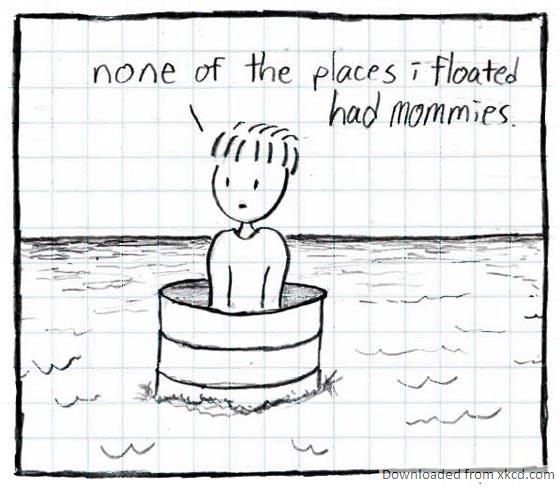 none of the places i floated
had mommies.
Downloaded from xkcd.com